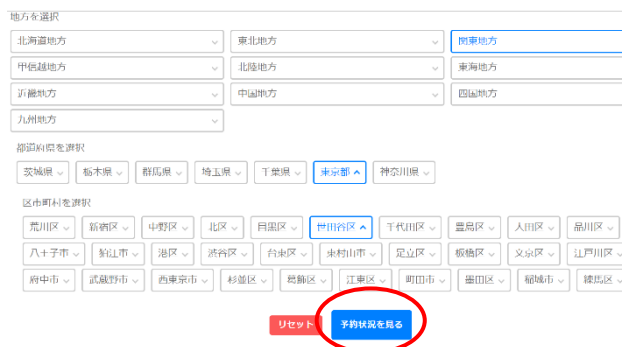 地方を選択
北海道地方 東北地方 関東地方
甲信越地方 北陸地方 東海地方
近畿地方 中国地方 四国地方
九州地方
都道府県を選択
茨城県 栃木県 群馬県 埼玉県 千葉県 東京都 神奈川県
区市町村を選択
荒川区 新宿区 中野区 北区 目黒区 世田谷区 千代田区 豊島区 大田区 品川区
八王子市 狛江市 港区 渋谷区 台東区 東村山市 足立区 板橋区 文京区 江戸川区
府中市 武蔵野市 西東京市 杉並区 葛飾区 江東区 町田市 墨田区 稲城市 練馬区
リセット 予約状況を見る